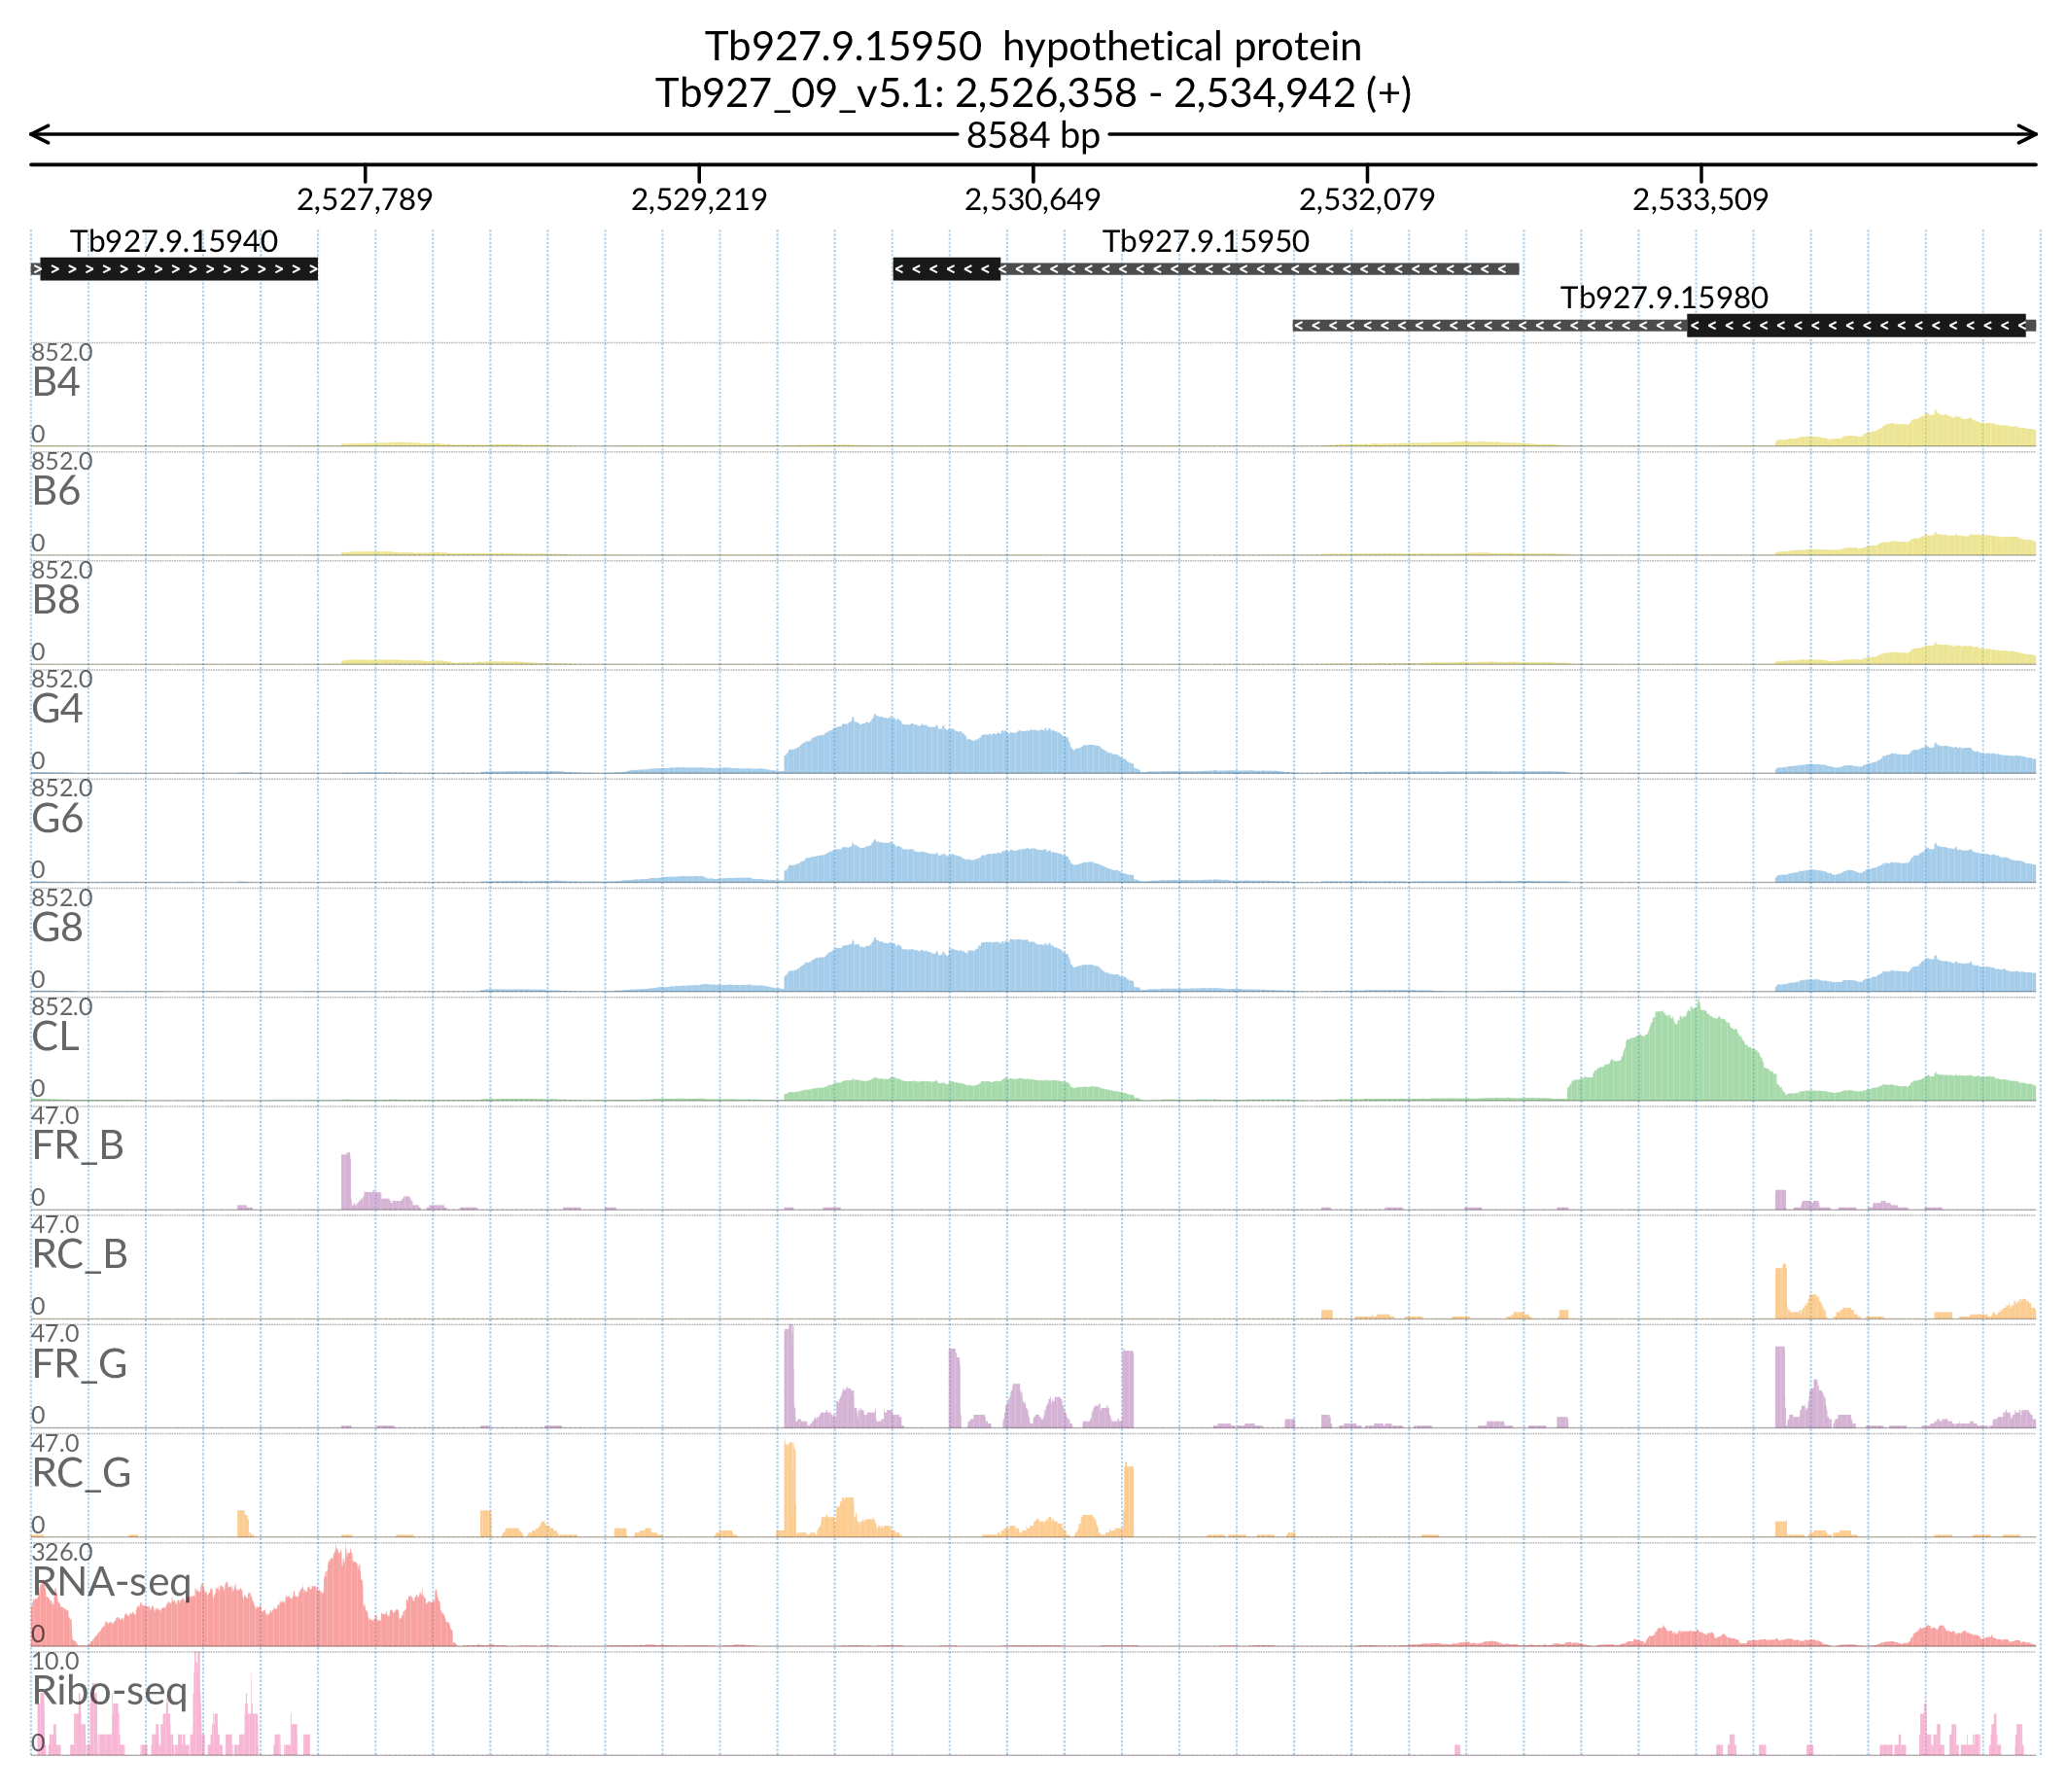 Tb927.9.15950 hypothetical protein
Tb927_09_v5.1: 2,526,358 - 2,534,942 (+)
8584 bp
2,527,789 2,529,219 2,530,649 2,532,079 2,533,509
Tb927.9.15940 Tb927.9.15950
Tb927.9.15980
852.0
B4
0
852.0
B6
0
852.0
B8
0
852.0
G4
0
852.0
G6
0
852.0
G8
0
852.0
CL
0
47.0
FR_B
0
47.0
RC_B
0
47.0
FR_G
0
47.0
RC_G
0
326.0
RNA-seq
0
10.0
Ribo-seq
0